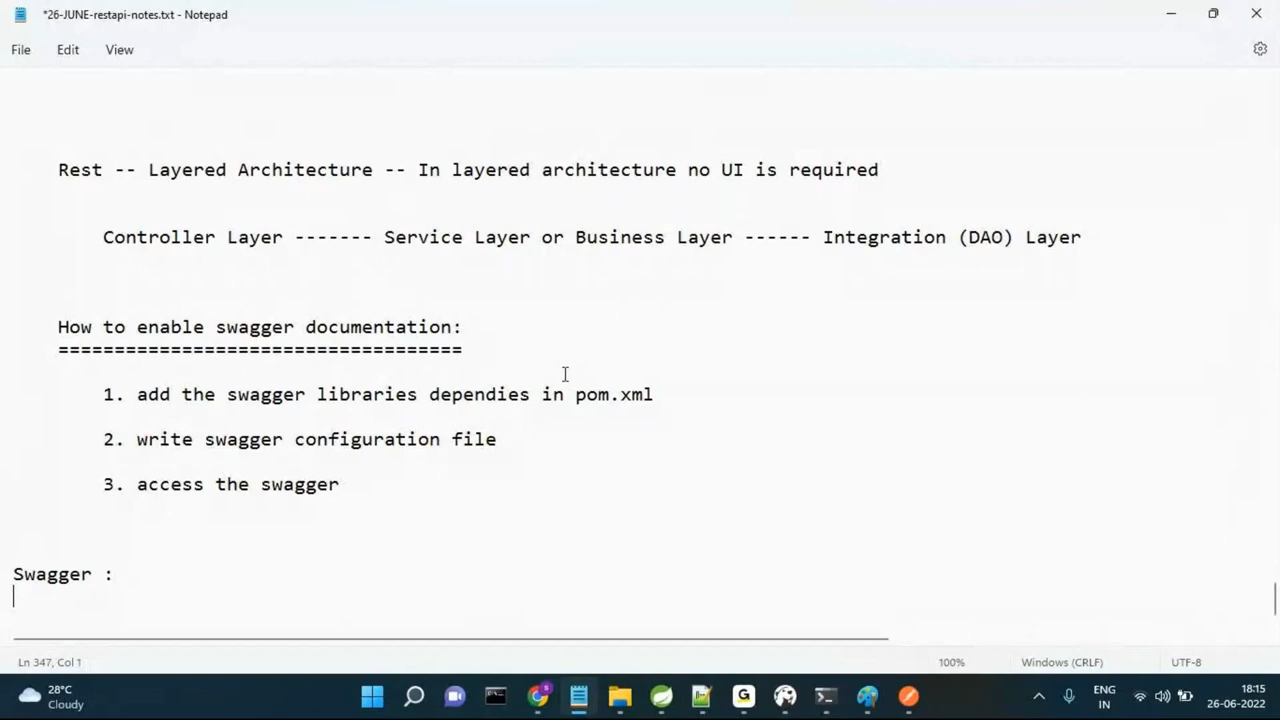 *26-JUNE-restapi-notes.txt - Notepad
File Edit View
Rest -- Layered Architecture -- In layered architecture no UI is required
Controller Layer ------- Service Layer or Business Layer ------ Integration (DAO) Layer
How to enable swagger documentation:
====================================
1. add the swagger libraries dependies in pom.xml
2. write swagger configuration file
3. access the swagger
Swagger :
Ln 347, Col 1 100% Windows (CRLF) UTF-8
28°C ENG 18:15
Cloudy IN 26-06-2022